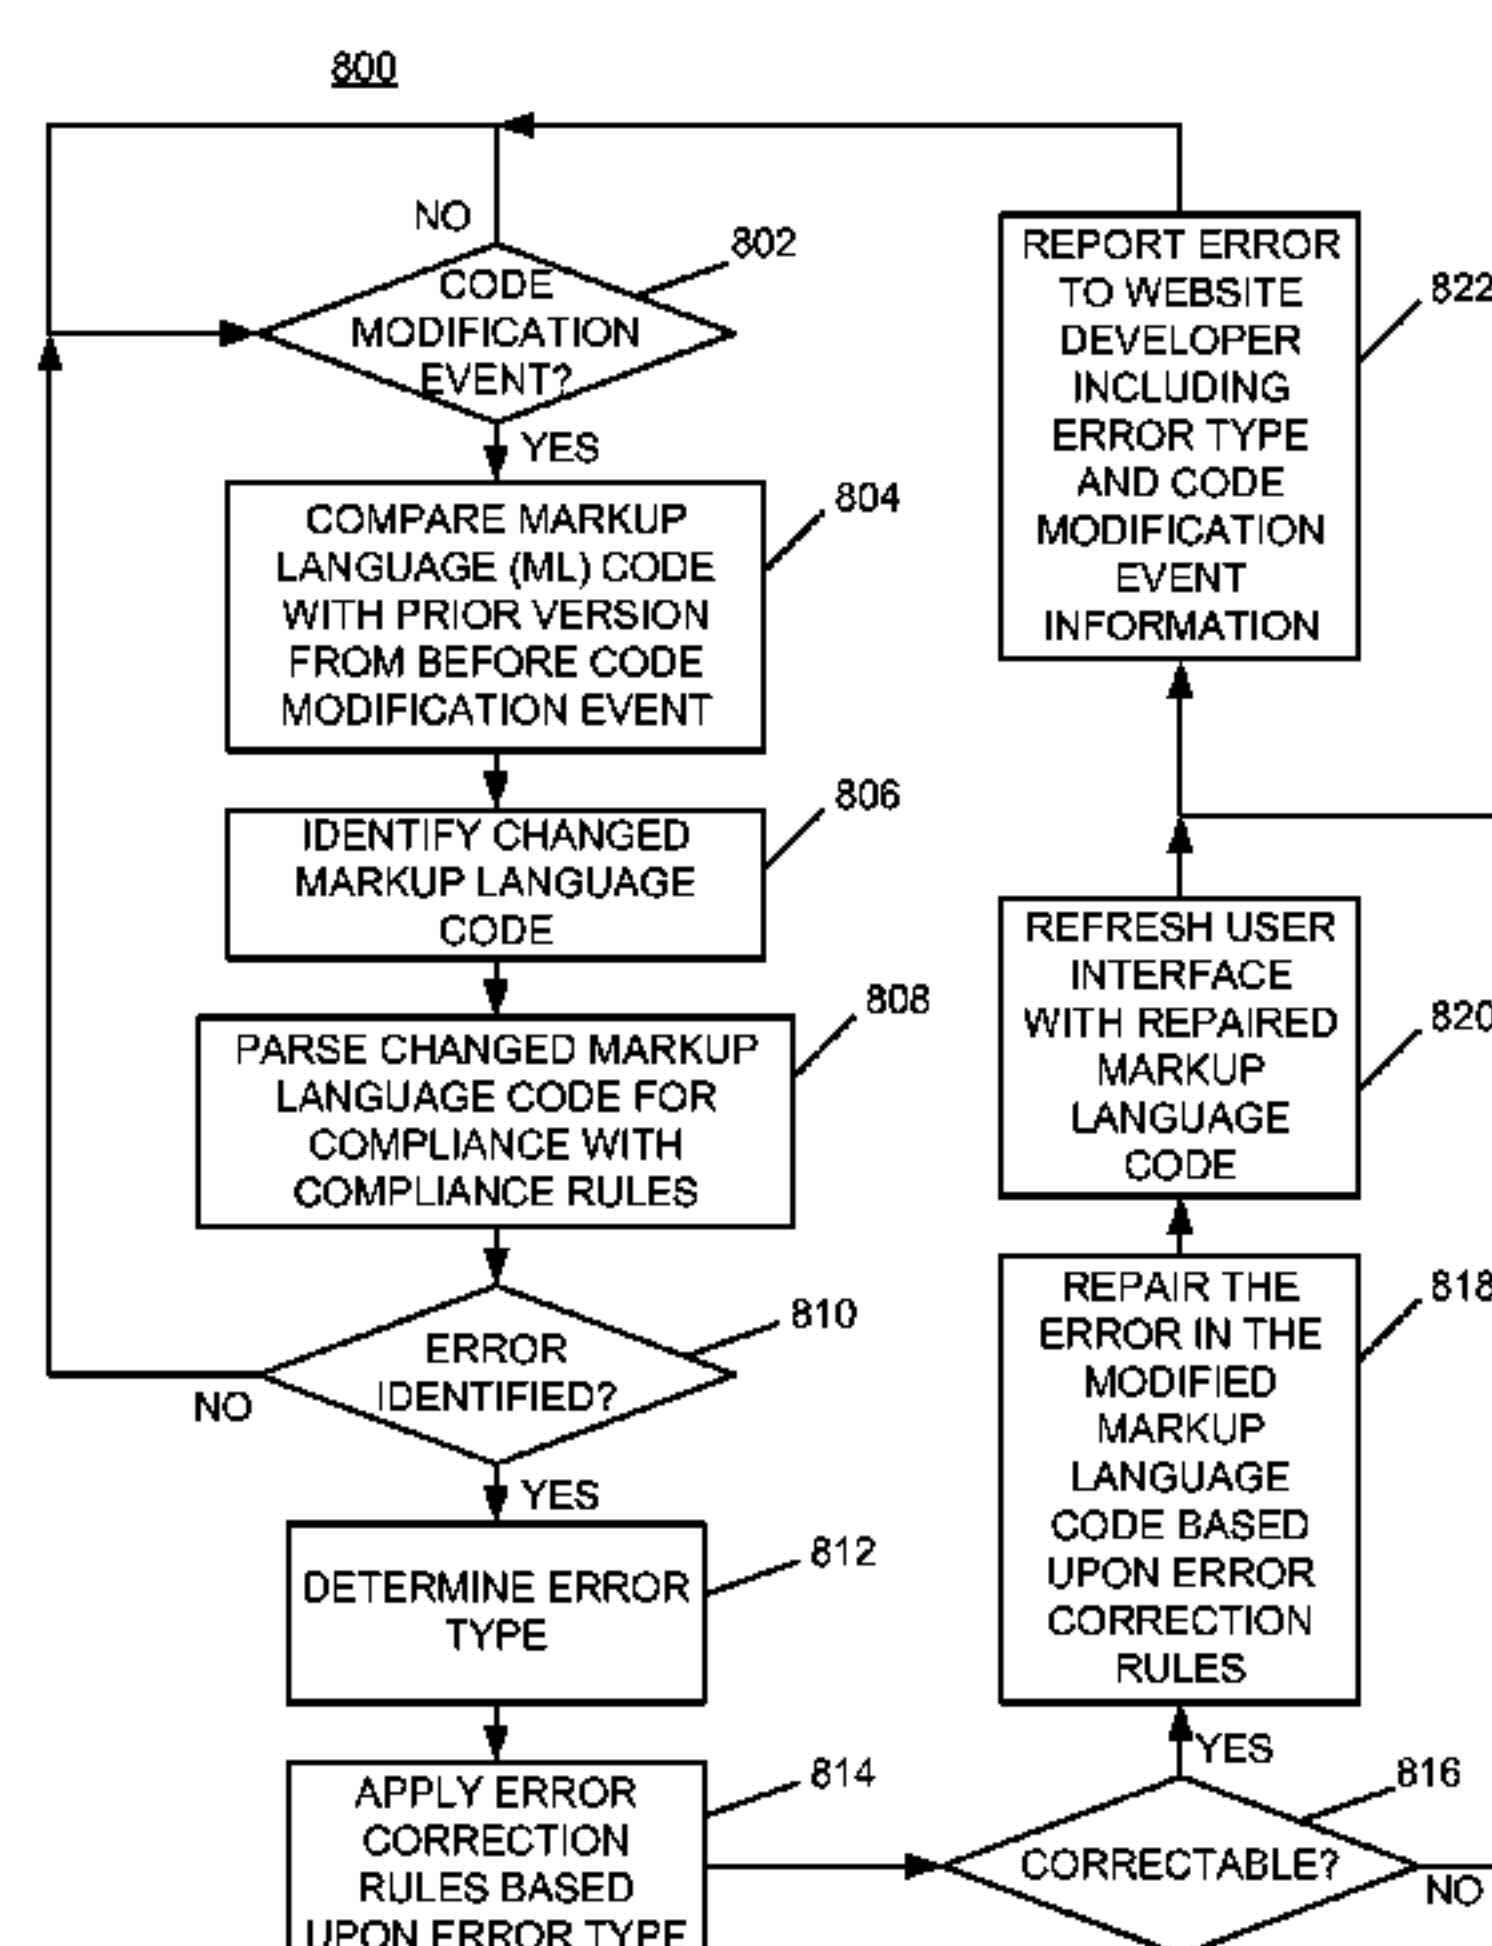 800
NO
802
CODE
MODIFICATION
EVENT?
YES
804
COMPARE MARKUP
LANGUAGE (ML) CODE
WITH PRIOR VERSION
FROM BEFORE CODE
MODIFICATION EVENT
806
IDENTIFY CHANGED
MARKUP LANGUAGE
CODE
808
PARSE CHANGED MARKUP
LANGUAGE CODE FOR
COMPLIANCE WITH
COMPLIANCE RULES
810
ERROR
IDENTIFIED?
NO
YES
812
DETERMINE ERROR
TYPE
814
APPLY ERROR
CORRECTION
RULES BASED
UPON ERROR TYPE
816
CORRECTABLE?
NO
YES
818
REPAIR THE
ERROR IN THE
MODIFIED
MARKUP
LANGUAGE
CODE BASED
UPON ERROR
CORRECTION
RULES
820
REFRESH USER
INTERFACE
WITH REPAIRED
MARKUP
LANGUAGE
CODE
822
REPORT ERROR
TO WEBSITE
DEVELOPER
INCLUDING
ERROR TYPE
AND CODE
MODIFICATION
EVENT
INFORMATION